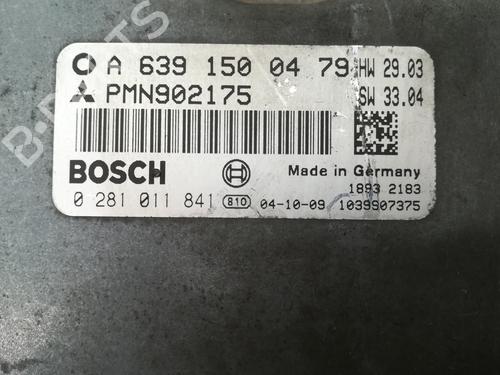 A 639 150 04 79 HW 29.03
PMN902175 SW 33.04
BOSCH Made in Germany
1893 2183
0 281 011 841 810 04-10-09 1039907375
B-PARTS